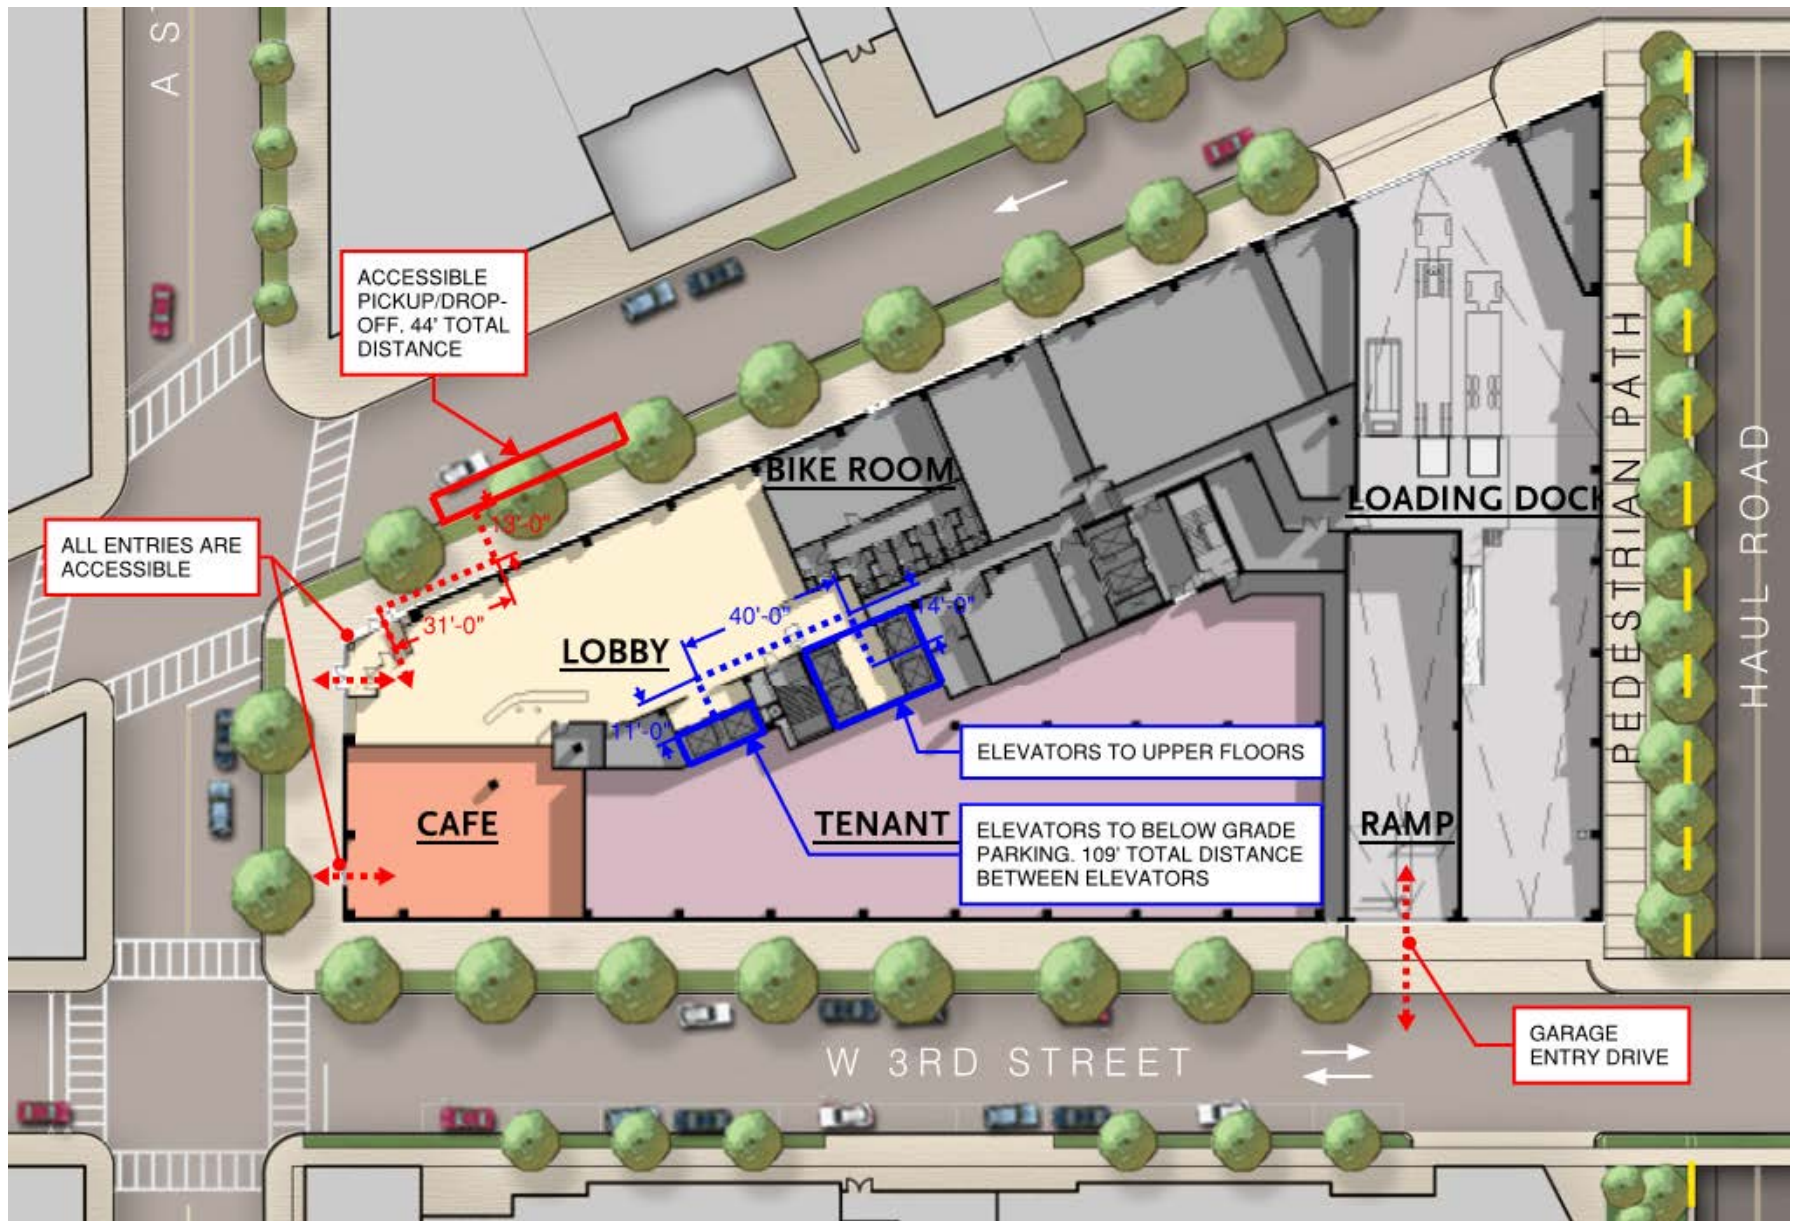 A ST
ACCESSIBLE
PICKUP/DROP-
OFF. 44' TOTAL
DISTANCE
BIKE ROOM
LOADING DOCK
PEDESTRIAN PATH
HAUL ROAD
13'-0"
ALL ENTRIES ARE
ACCESSIBLE
31'-0"
40'-0"
14'-0"
LOBBY
11'-0"
ELEVATORS TO UPPER FLOORS
CAFE
TENANT
ELEVATORS TO BELOW GRADE
PARKING. 109' TOTAL DISTANCE
BETWEEN ELEVATORS
RAMP
GARAGE
ENTRY DRIVE
W 3RD STREET